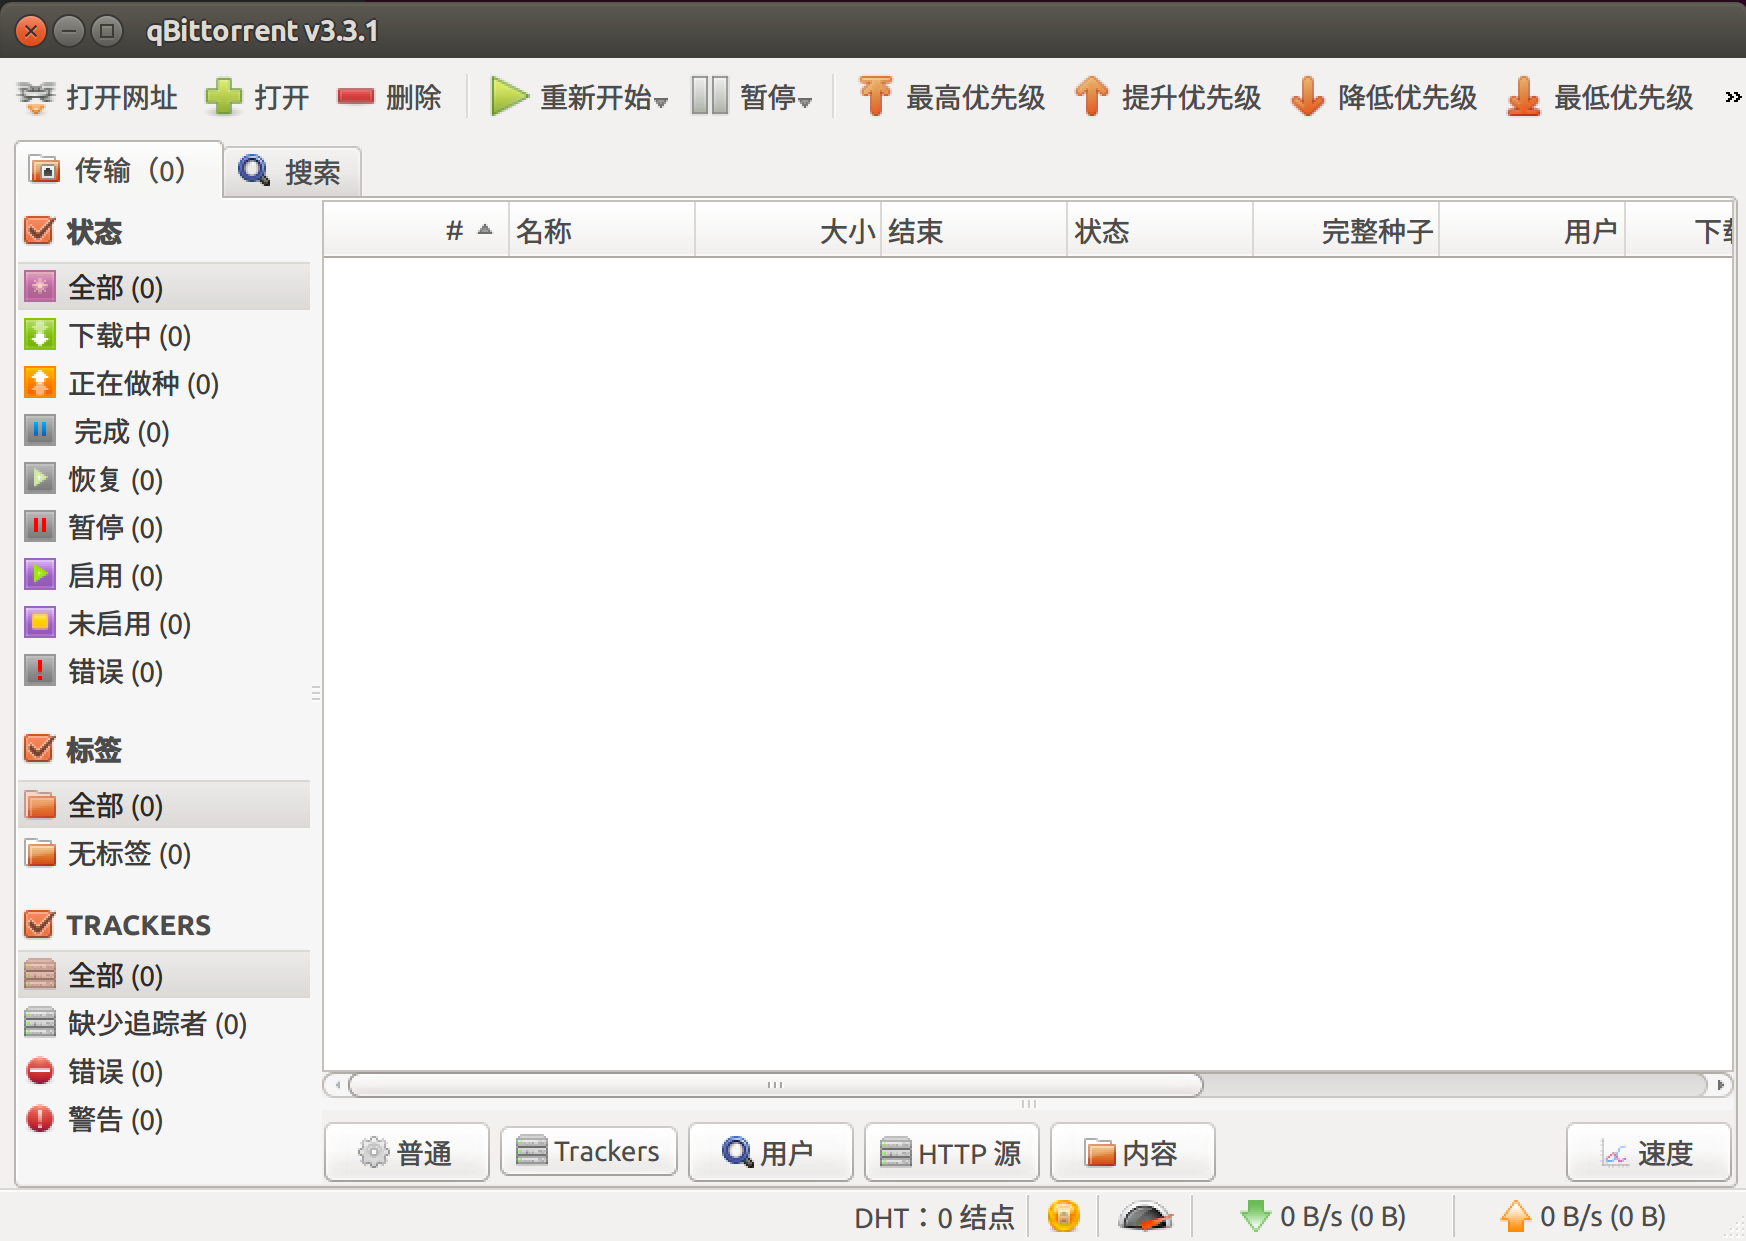 qBittorrent v3.3.1
打开网址 打开 删除 重新开始 暂停 最高优先级 提升优先级 降低优先级 最低优先级 »
传输（0） 搜索
状态
全部 (0)
下载中 (0)
正在做种 (0)
完成 (0)
恢复 (0)
暂停 (0)
启用 (0)
未启用 (0)
错误 (0)
标签
全部 (0)
无标签 (0)
TRACKERS
全部 (0)
缺少追踪者 (0)
错误 (0)
警告 (0)
# 名称 大小 结束 状态 完整种子 用户 下载
普通 Trackers 用户 HTTP 源 内容 速度
DHT：0 结点 0 B/s (0 B) 0 B/s (0 B)